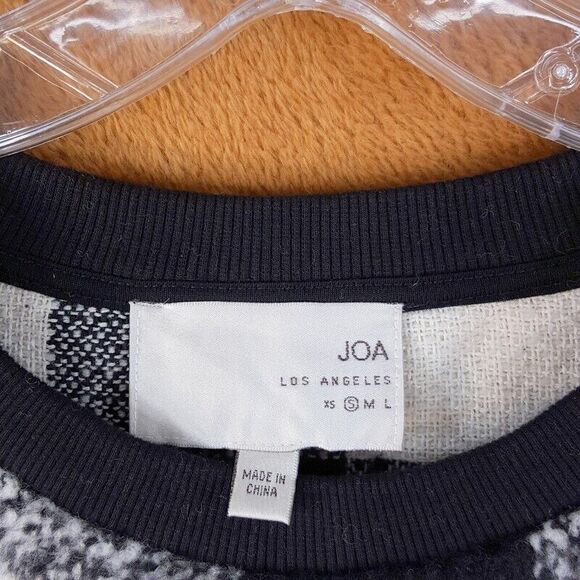 JOA
LOS ANGELES
XS Ⓢ M L
MADE IN
CHINA